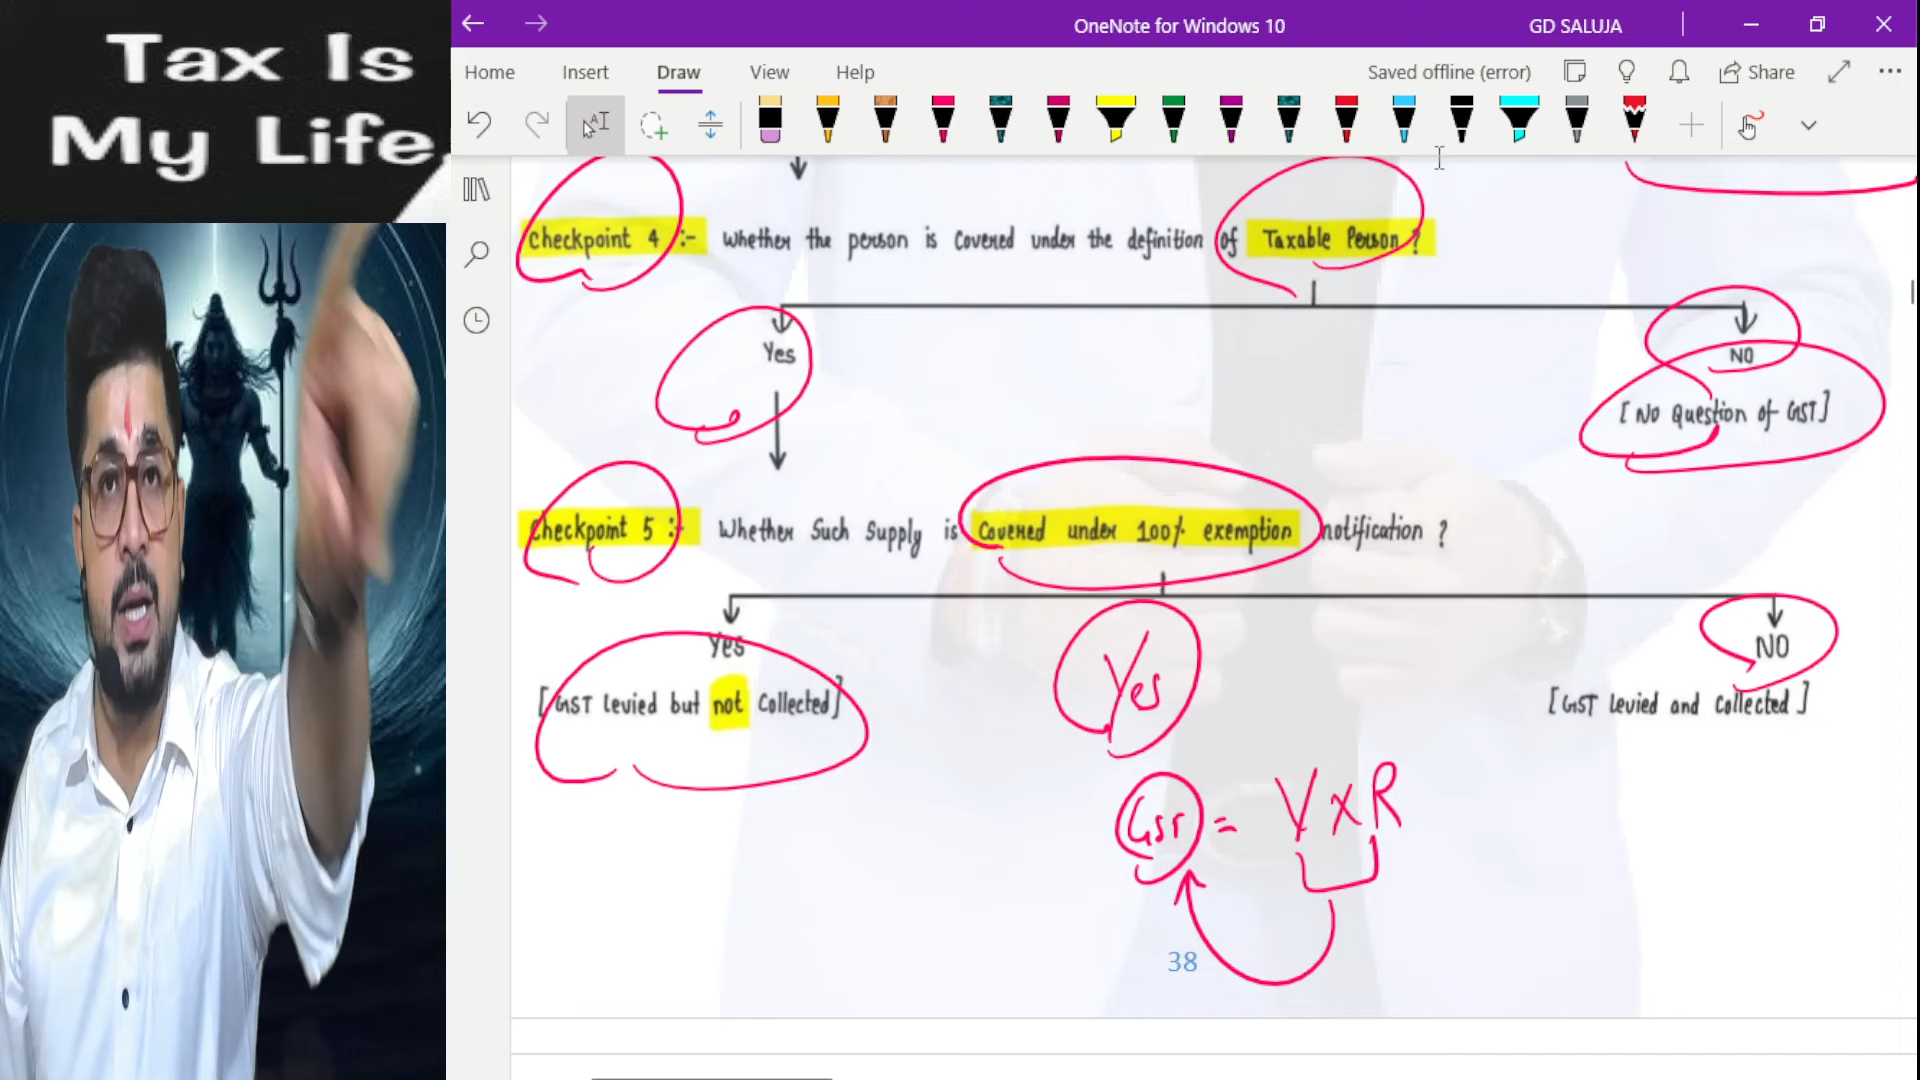 Tax Is
My Life.
OneNote for Windows 10
GD SALUJA
Home Insert Draw View Help
Saved offline (error)
Share
Checkpoint 4 :- Whether the person is Covered under the definition of Taxable Person ?
Yes
NO
[ No Question of GST ]
Checkpoint 5 :- Whether Such Supply is Covered under 100% exemption notification ?
Yes
NO
[ GST Levied but not Collected ]
Yes
[ GST Levied and Collected ]
GST = V X R
38